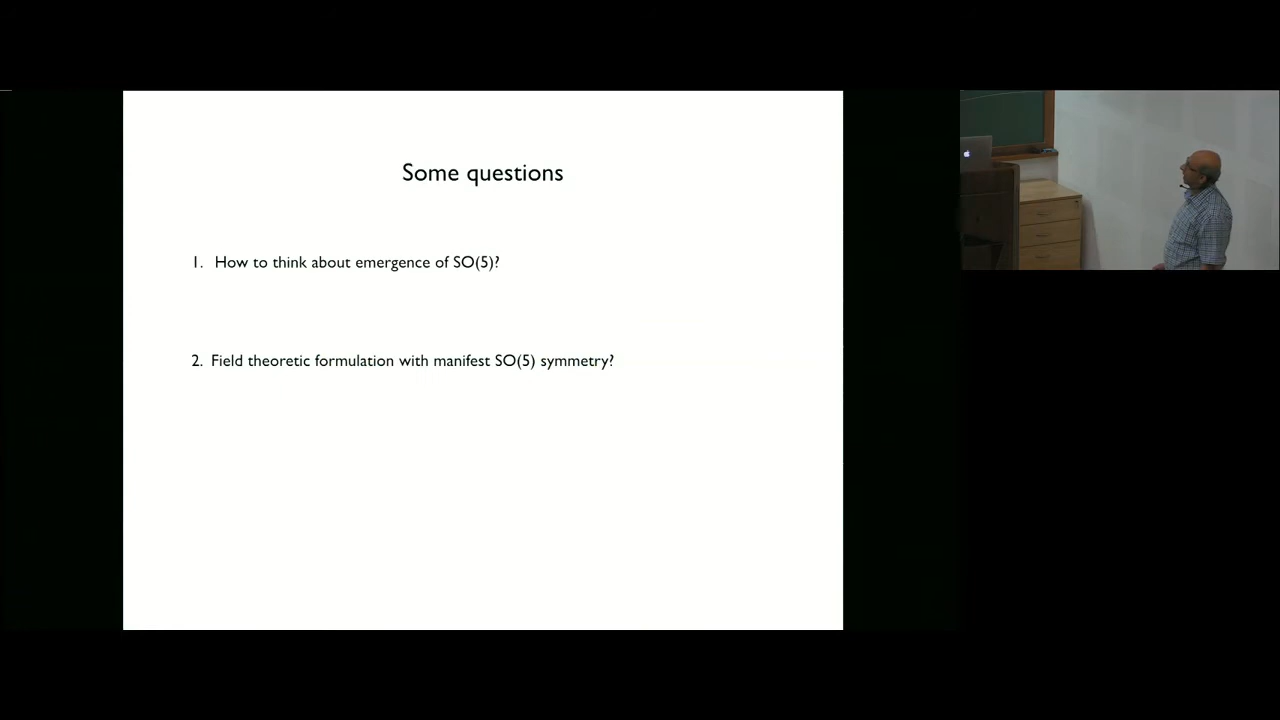 Some questions
1. How to think about emergence of SO(5)?
2. Field theoretic formulation with manifest SO(5) symmetry?